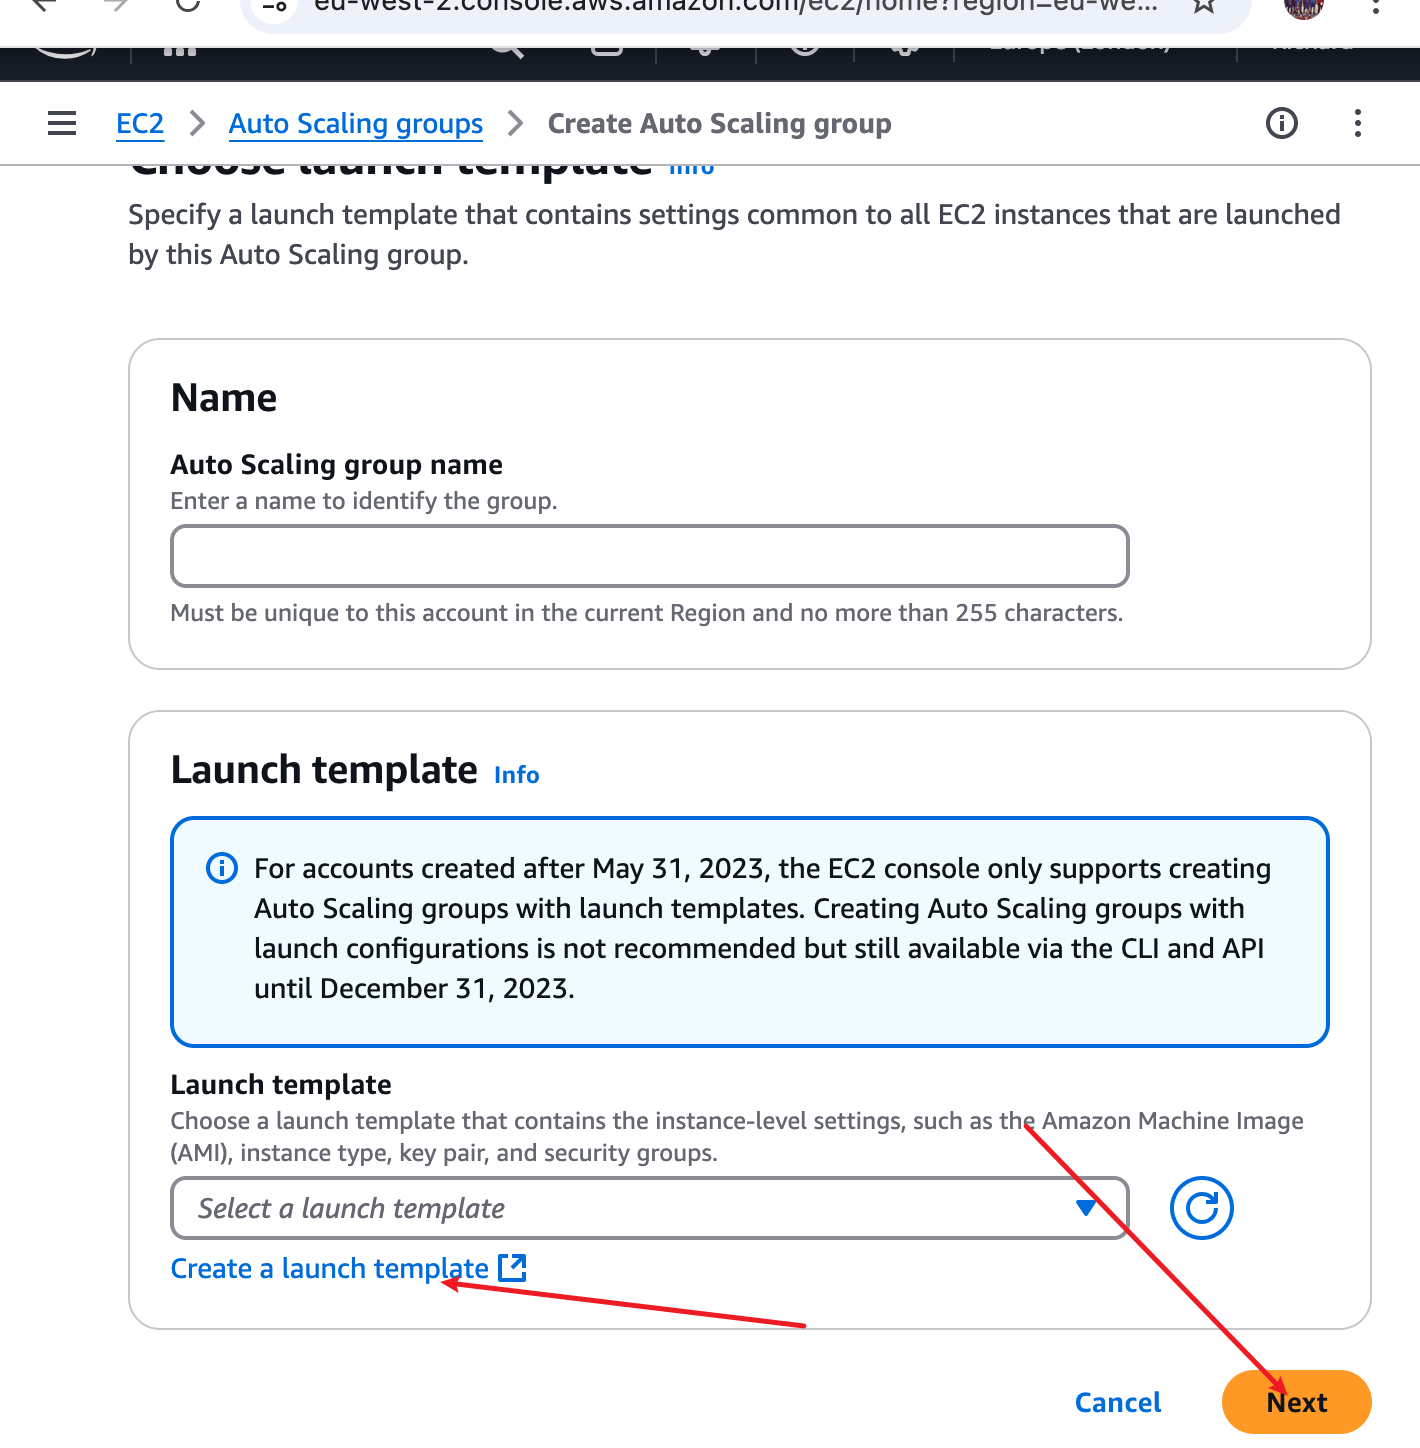 eu-west-2.console.aws.amazon.com/ec2/home?region=eu-we...
Europe (London)
Richard
EC2 Auto Scaling groups Create Auto Scaling group
Choose launch template Info
Specify a launch template that contains settings common to all EC2 instances that are launched
by this Auto Scaling group.
Name
Auto Scaling group name
Enter a name to identify the group.
Must be unique to this account in the current Region and no more than 255 characters.
Launch template Info
For accounts created after May 31, 2023, the EC2 console only supports creating
Auto Scaling groups with launch templates. Creating Auto Scaling groups with
launch configurations is not recommended but still available via the CLI and API
until December 31, 2023.
Launch template
Choose a launch template that contains the instance-level settings, such as the Amazon Machine Image
(AMI), instance type, key pair, and security groups.
Select a launch template
Create a launch template
Cancel Next